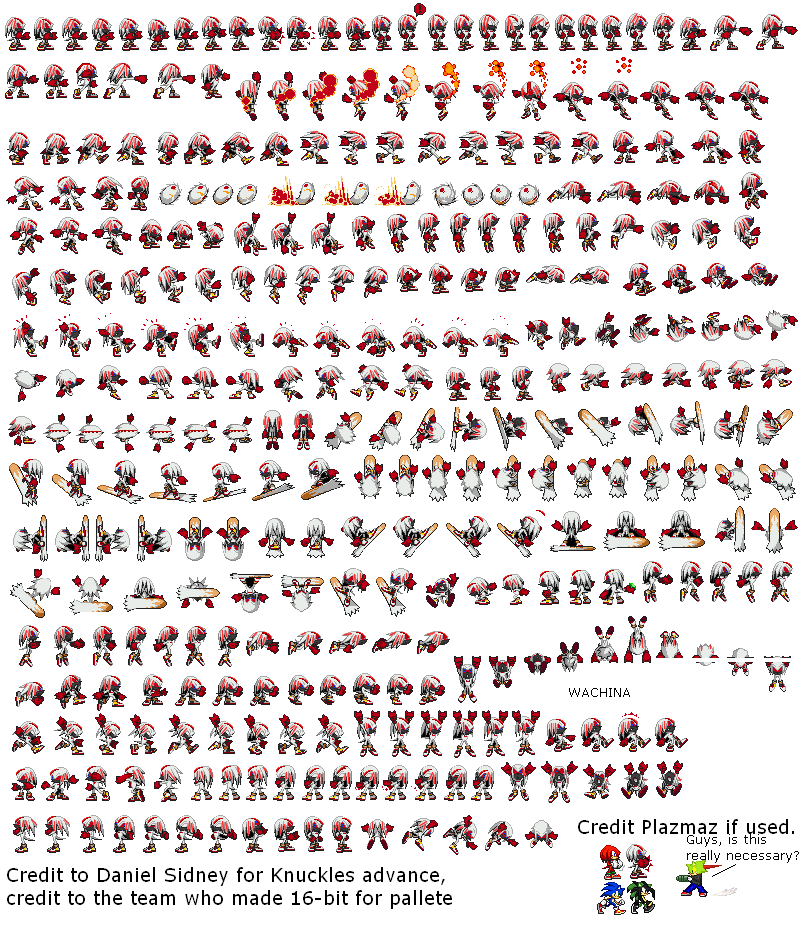 WACHINA
Credit Plazmaz if used.
Guys, is this
really necessary?
Credit to Daniel Sidney for Knuckles advance,
credit to the team who made 16-bit for pallete